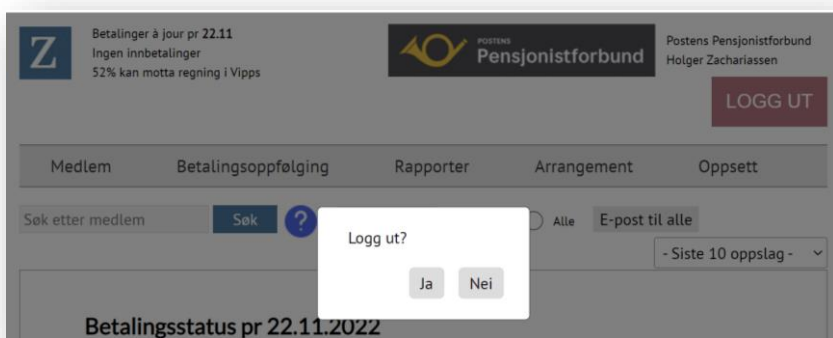 Z
Betalinger à jour pr 22.11
Ingen innbetalinger
52% kan motta regning i Vipps
POSTENS
Pensjonistforbund
Postens Pensjonistforbund
Holger Zachariassen
LOGG UT
Medlem Betalingsoppfølging Rapporter Arrangement Oppsett
Søk etter medlem Søk ? Alle E-post til alle
- Siste 10 oppslag -
Logg ut?
Ja Nei
Betalingsstatus pr 22.11.2022